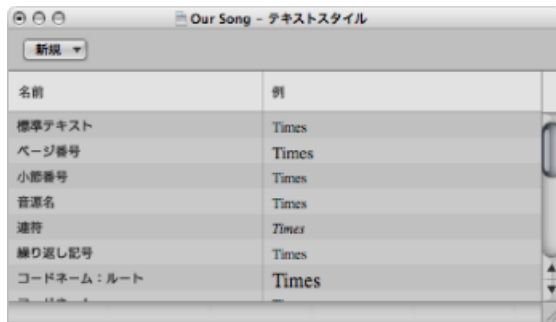 Our Song - テキストスタイル
新規
名前 例
標準テキスト Times
ページ番号 Times
小節番号 Times
音源名 Times
連符 Times
繰り返し記号 Times
コードネーム：ルート Times